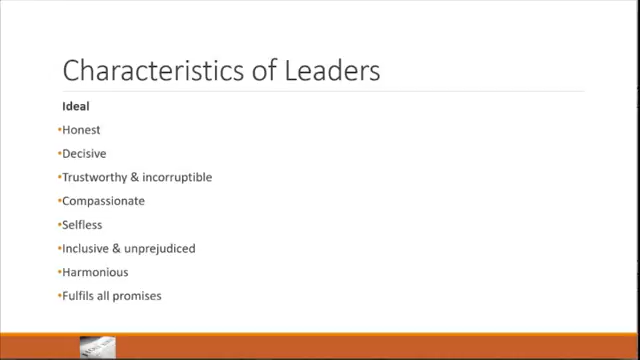 Characteristics of Leaders
Ideal
•Honest
•Decisive
•Trustworthy & incorruptible
•Compassionate
•Selfless
•Inclusive & unprejudiced
•Harmonious
•Fulfils all promises